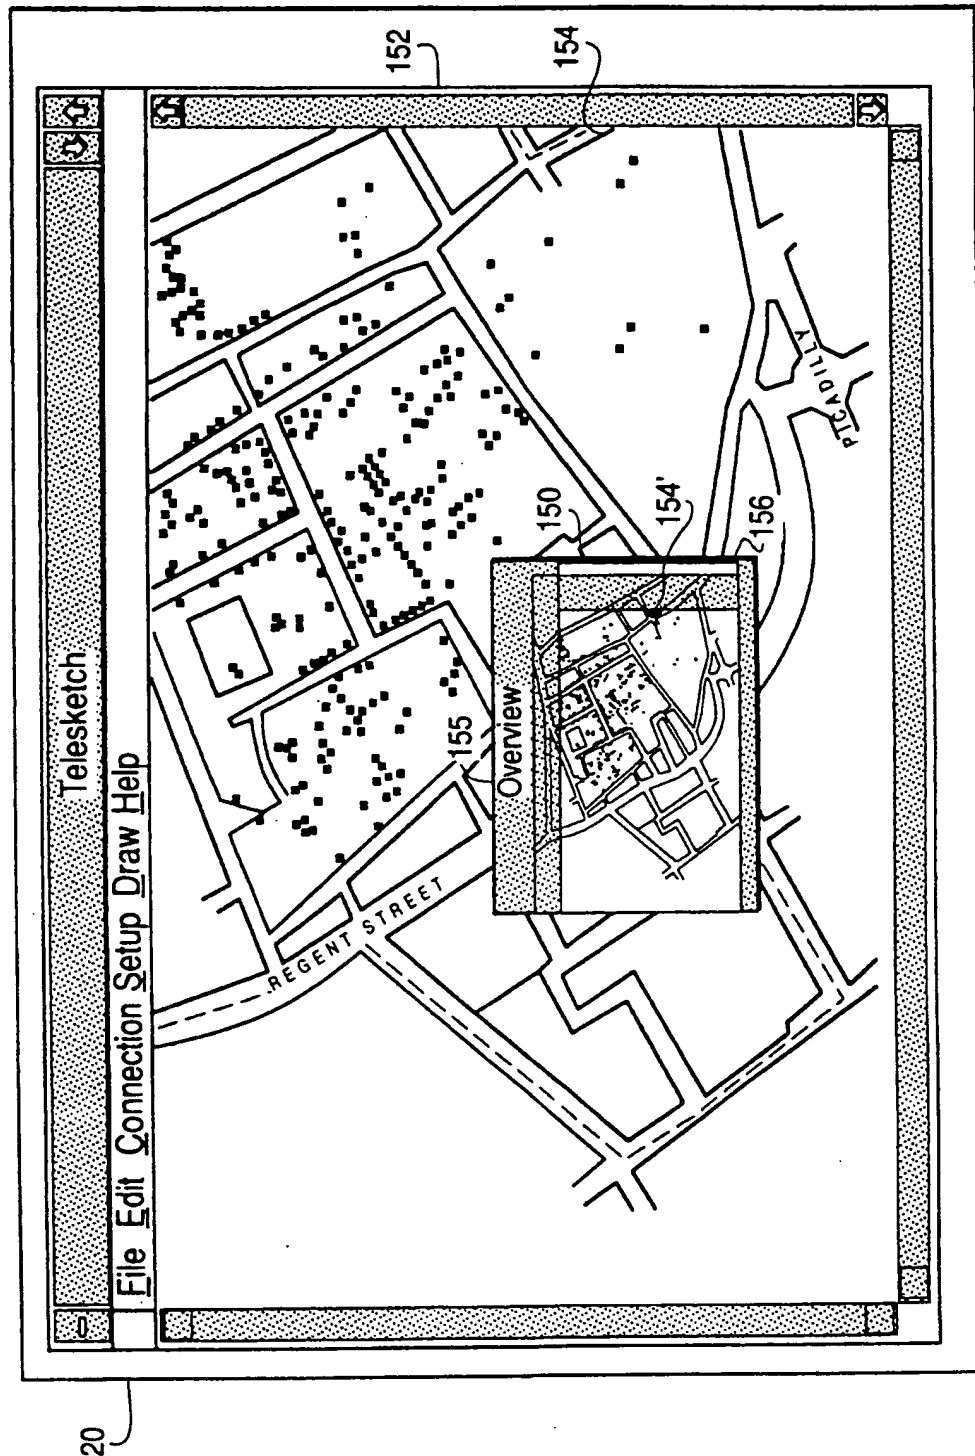 20
Telesketch
File Edit Connection Setup Draw Help
152
154
REGENT STREET
155
Overview
150
154'
156
PICADILLY